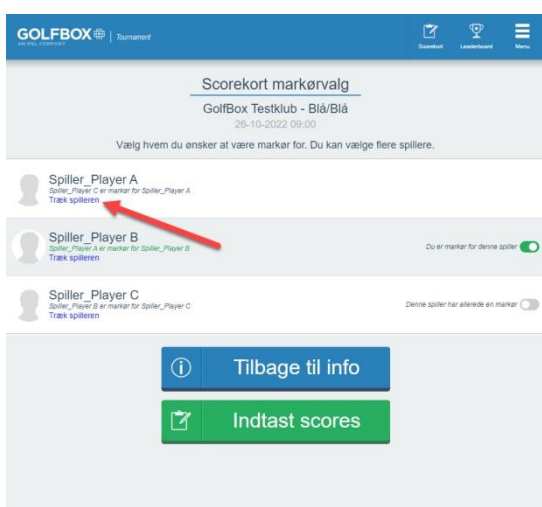 GOLFBOX | Tournament
AN HSL COMPANY
Scorekort
Leaderboard
Menu
Scorekort markørvalg
GolfBox Testklub - Blå/Blå
26-10-2022 09:00
Vælg hvem du ønsker at være markør for. Du kan vælge flere spillere.
Spiller_Player A
Spiller_Player C er markør for Spiller_Player A
Træk spilleren
Spiller_Player B
Spiller_Player A er markør for Spiller_Player B
Træk spilleren
Du er markør for denne spiller
Spiller_Player C
Spiller_Player B er markør for Spiller_Player C
Træk spilleren
Denne spiller har allerede en markør
Tilbage til info
Indtast scores